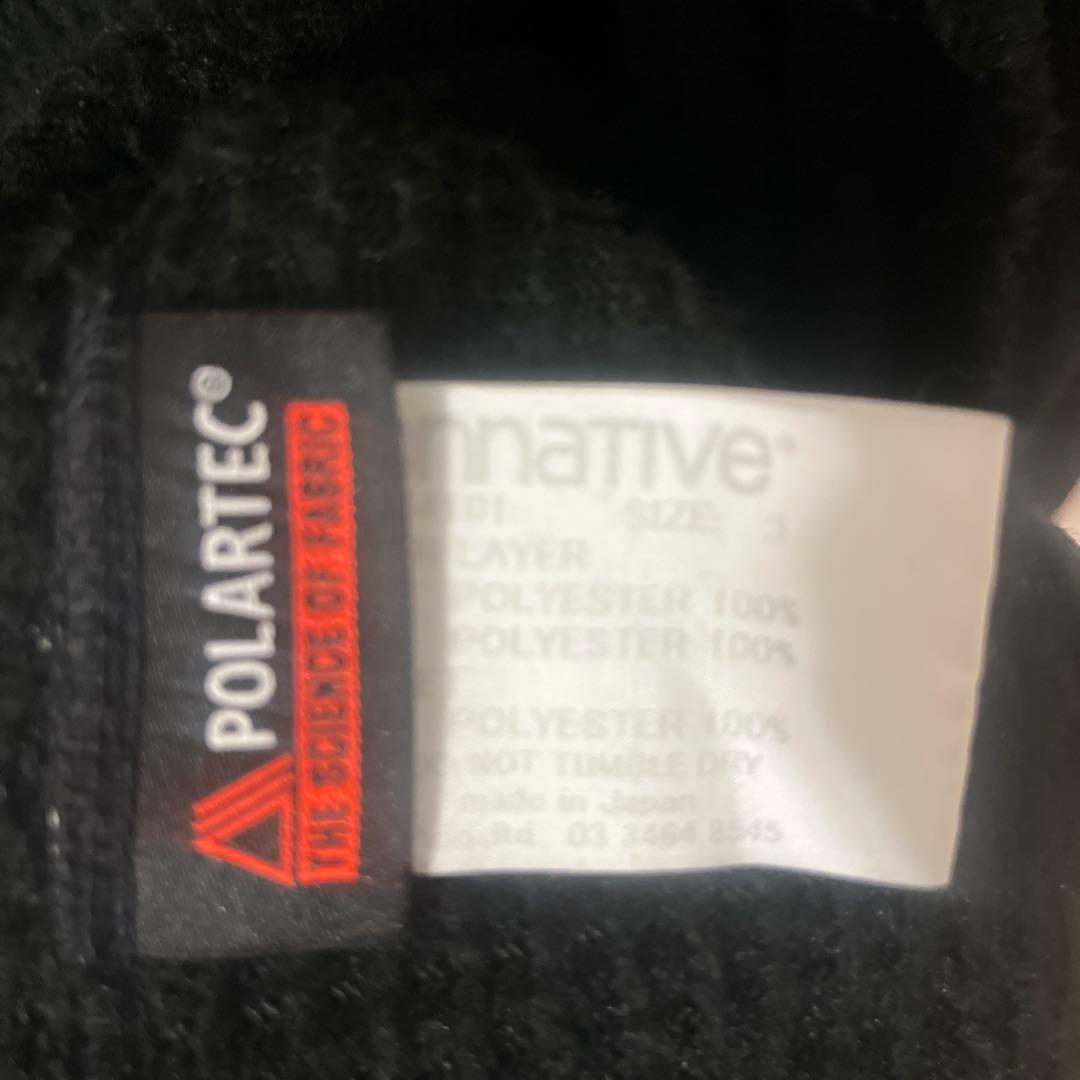 POLARTEC®
THE SCIENCE OF FABRIC
nnaTIVe
SIZE: 3
LAYER
POLYESTER 100%
POLYESTER 100%
POLYESTER 100%
NOT TUMBLE DRY
made in Japan
03 3464 8545